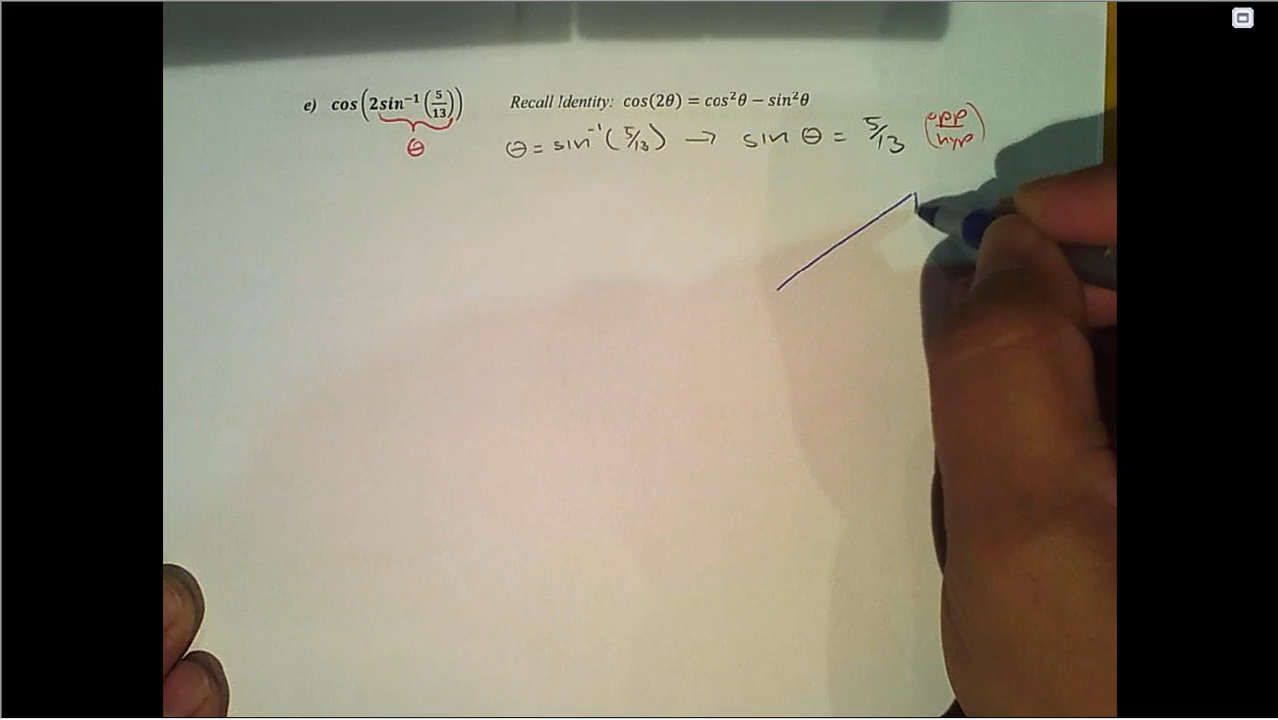 e) cos(2sin⁻¹(5/13)) Recall Identity: cos(2θ) = cos²θ − sin²θ
θ θ = sin⁻¹(5/13) → sin θ = 5/13 (opp/hyp)